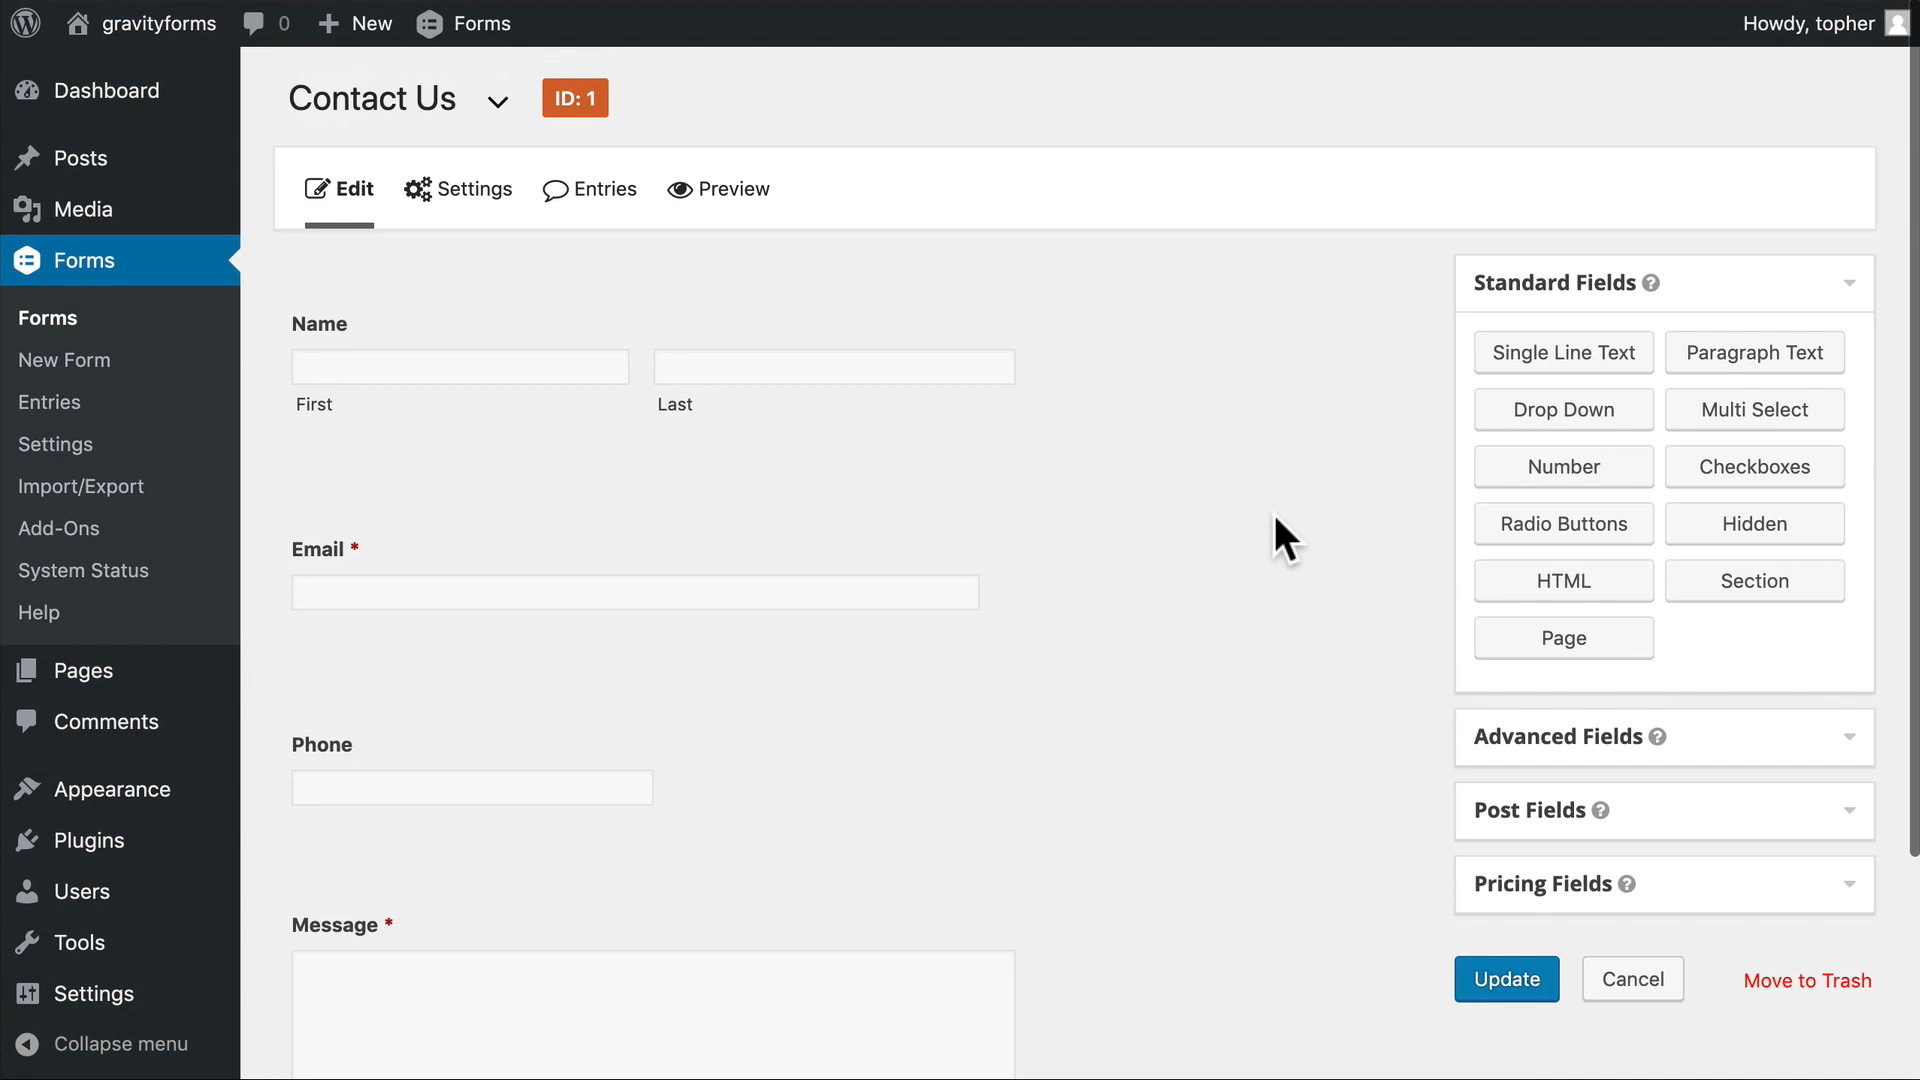 gravityforms 0 New Forms Howdy, topher
Dashboard
Posts
Media
Forms
Forms
New Form
Entries
Settings
Import/Export
Add-Ons
System Status
Help
Pages
Comments
Appearance
Plugins
Users
Tools
Settings
Collapse menu
Contact Us ID: 1
Edit Settings Entries Preview
Name
First Last
Email *
Phone
Message *
Standard Fields ?
Single Line Text Paragraph Text
Drop Down Multi Select
Number Checkboxes
Radio Buttons Hidden
HTML Section
Page
Advanced Fields ?
Post Fields ?
Pricing Fields ?
Update Cancel Move to Trash